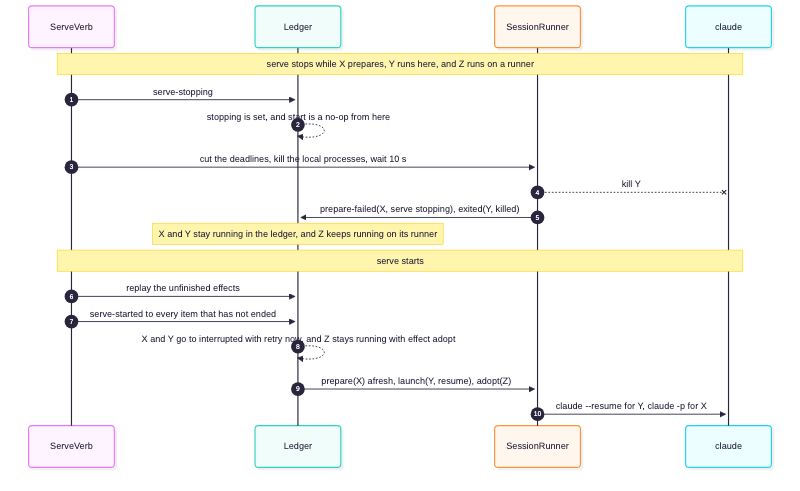 ServeVerb
Ledger
SessionRunner
claude
serve stops while X prepares, Y runs here, and Z runs on a runner
1
serve-stopping
stopping is set, and start is a no-op from here
2
3
cut the deadlines, kill the local processes, wait 10 s
4
kill Y
prepare-failed(X, serve stopping), exited(Y, killed)
5
X and Y stay running in the ledger, and Z keeps running on its runner
serve starts
6
replay the unfinished effects
7
serve-started to every item that has not ended
X and Y go to interrupted with retry now, and Z stays running with effect adopt
8
9
prepare(X) afresh, launch(Y, resume), adopt(Z)
10
claude --resume for Y, claude -p for X
ServeVerb
Ledger
SessionRunner
claude